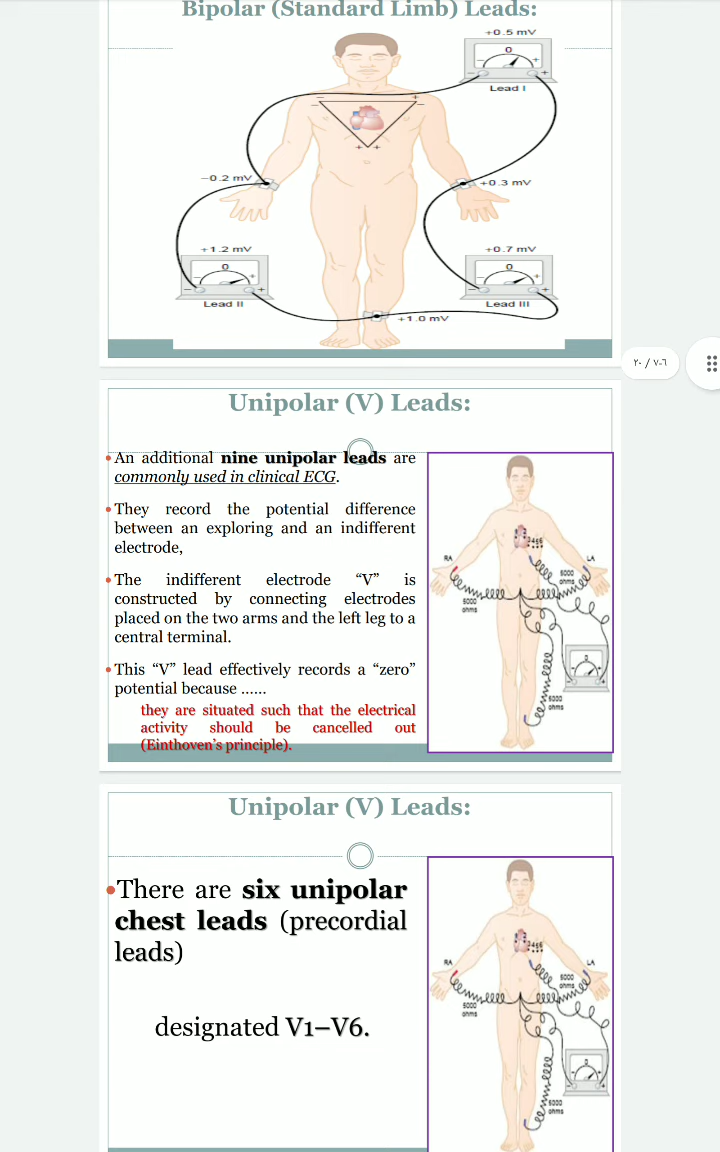 Bipolar (Standard Limb) Leads:
+0.5 mV
0
− +
Lead I
− +
− −
+ +
−0.2 mV
+0.3 mV
+1.2 mV
0
− +
− +
Lead II
+0.7 mV
0
− +
− +
Lead III
+1.0 mV
٢٠ / ٧-٦
Unipolar (V) Leads:
• An additional nine unipolar leads are
commonly used in clinical ECG.
• They record the potential difference
between an exploring and an indifferent
electrode,
• The indifferent electrode “V” is
constructed by connecting electrodes
placed on the two arms and the left leg to a
central terminal.
• This “V” lead effectively records a “zero”
potential because ......
they are situated such that the electrical
activity should be cancelled out
(Einthoven’s principle).
RA
LA
5000
ohms
5000
ohms
5000
ohms
Unipolar (V) Leads:
•There are six unipolar
chest leads (precordial
leads)
designated V1–V6.
RA
LA
5000
ohms
5000
ohms
5000
ohms